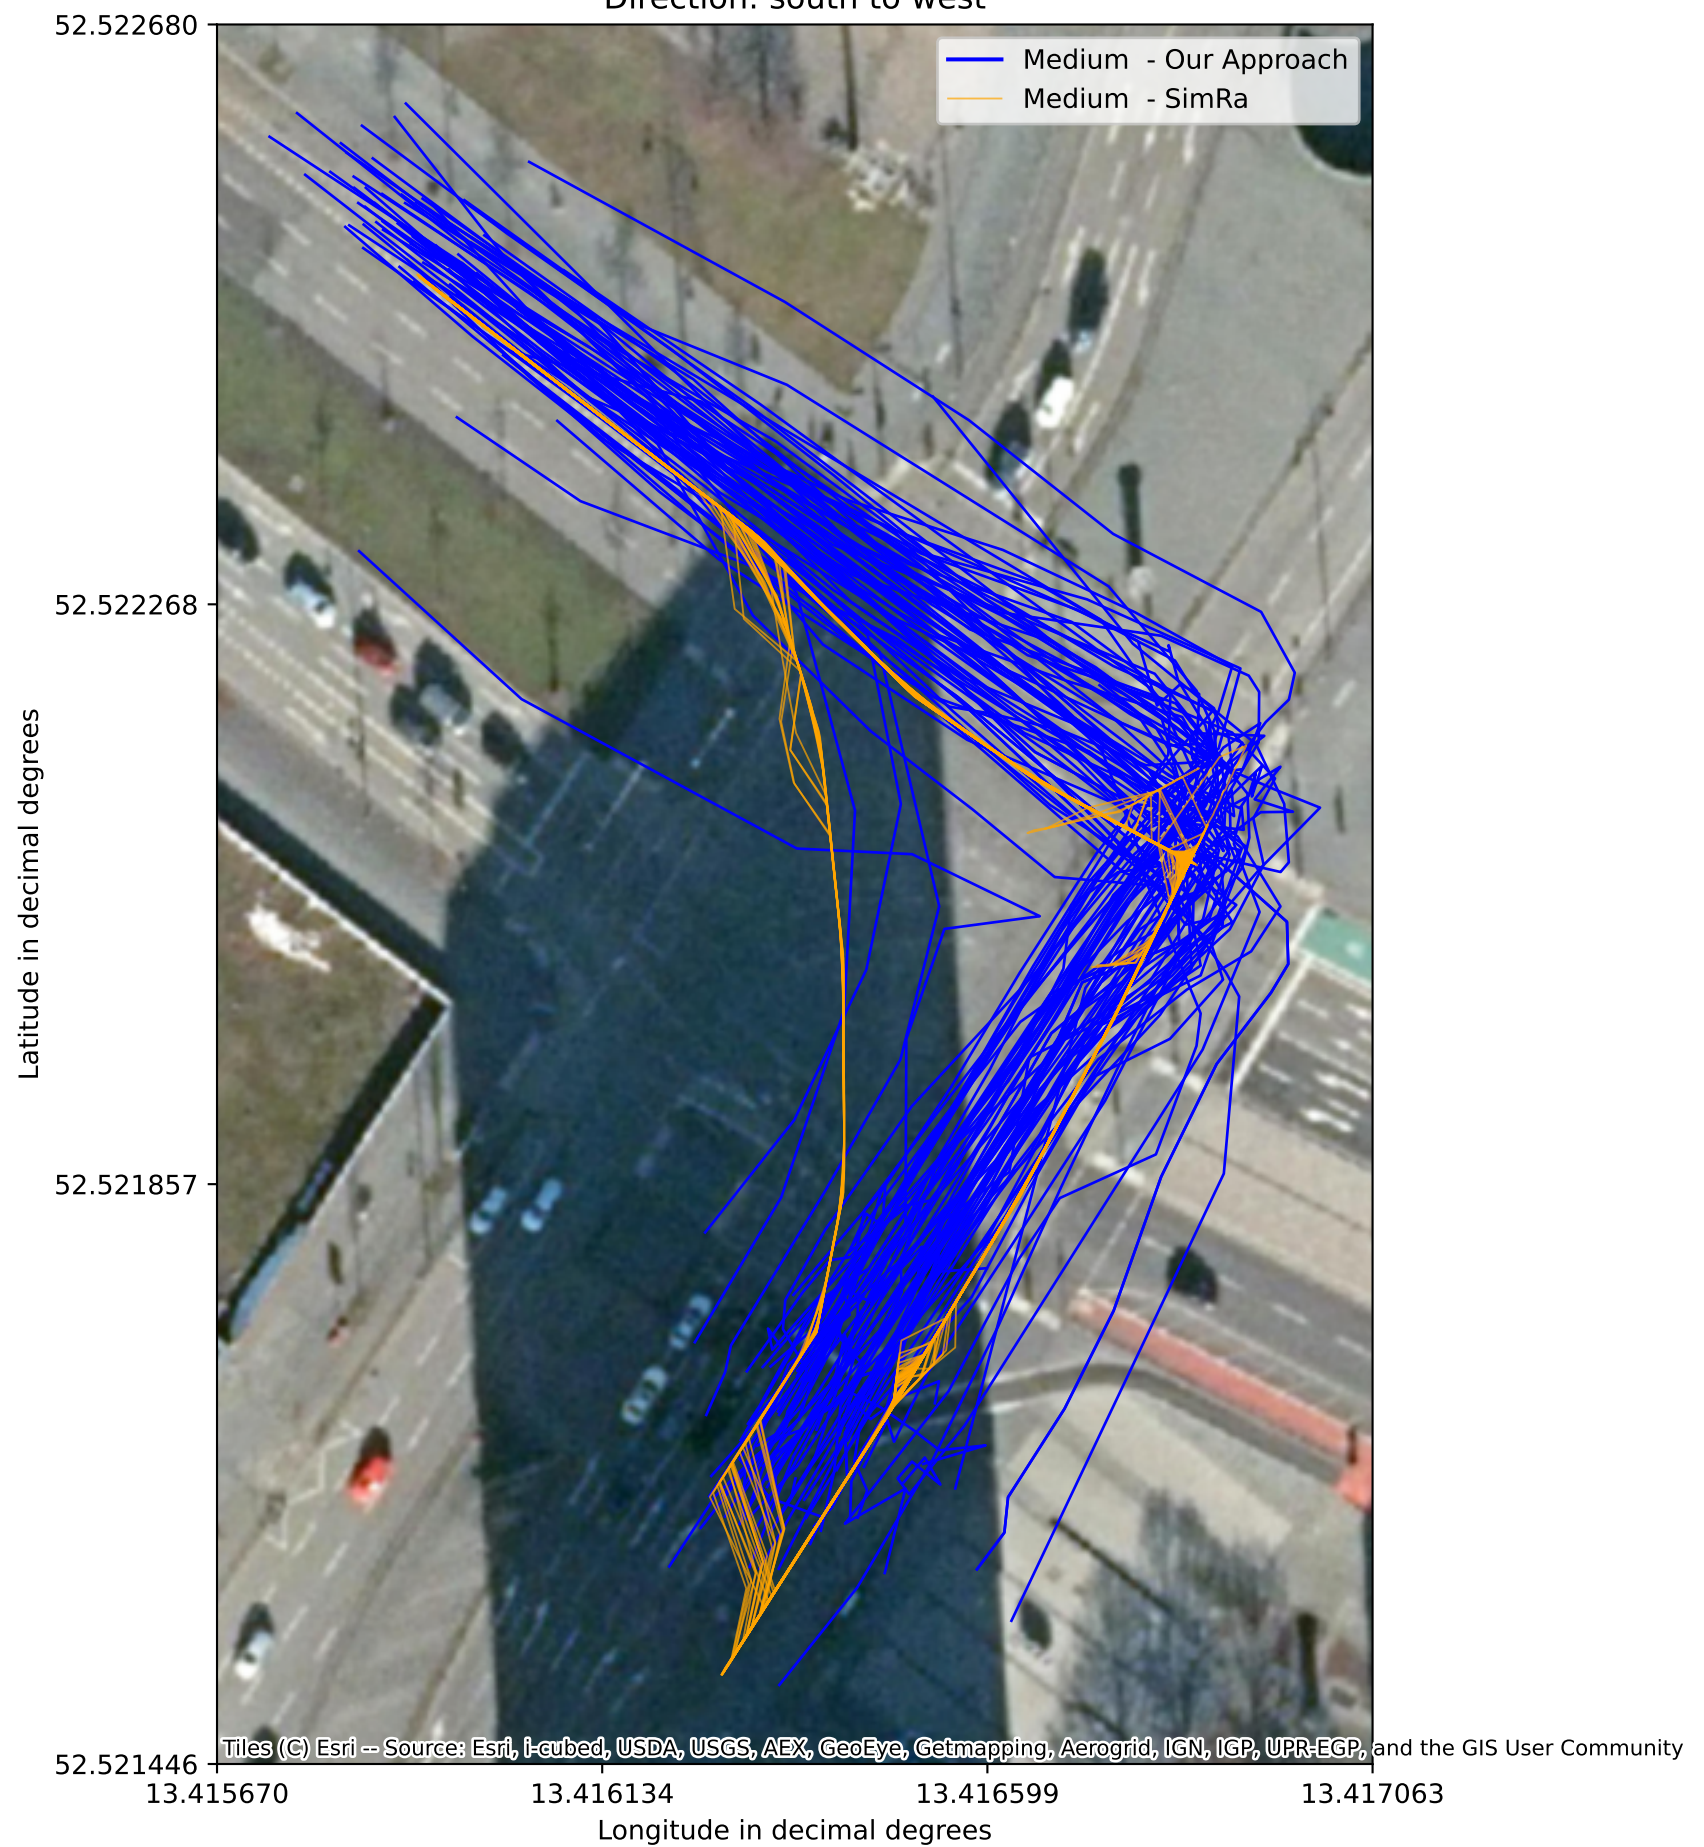 Direction: south to west
52.522680
Medium - Our Approach
Medium - SimRa
52.522268
Latitude in decimal degrees
52.521857
Tiles (C) Esri -- Source: Esri, i-cubed, USDA, USGS, AEX, GeoEye, Getmapping, Aerogrid, IGN, IGP, UPR-EGP, and the GIS User Community
52.521446
13.415670 13.416134 13.416599 13.417063
Longitude in decimal degrees